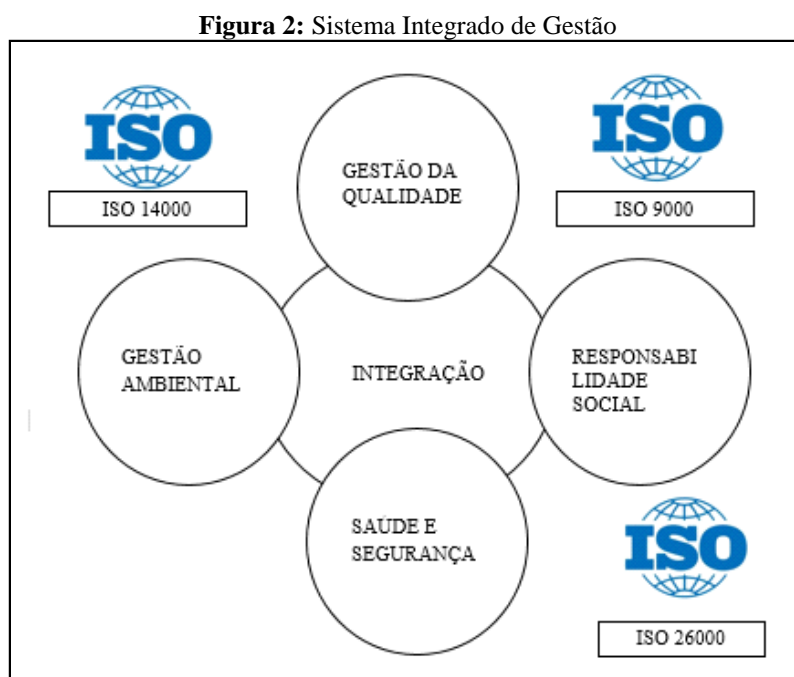 Figura 2: Sistema Integrado de Gestão
ISO
ISO
ISO 14000
GESTÃO DA
QUALIDADE
ISO 9000
GESTÃO
AMBIENTAL
INTEGRAÇÃO
RESPONSABI
LIDADE
SOCIAL
SAÚDE E
SEGURANÇA
ISO
ISO 26000